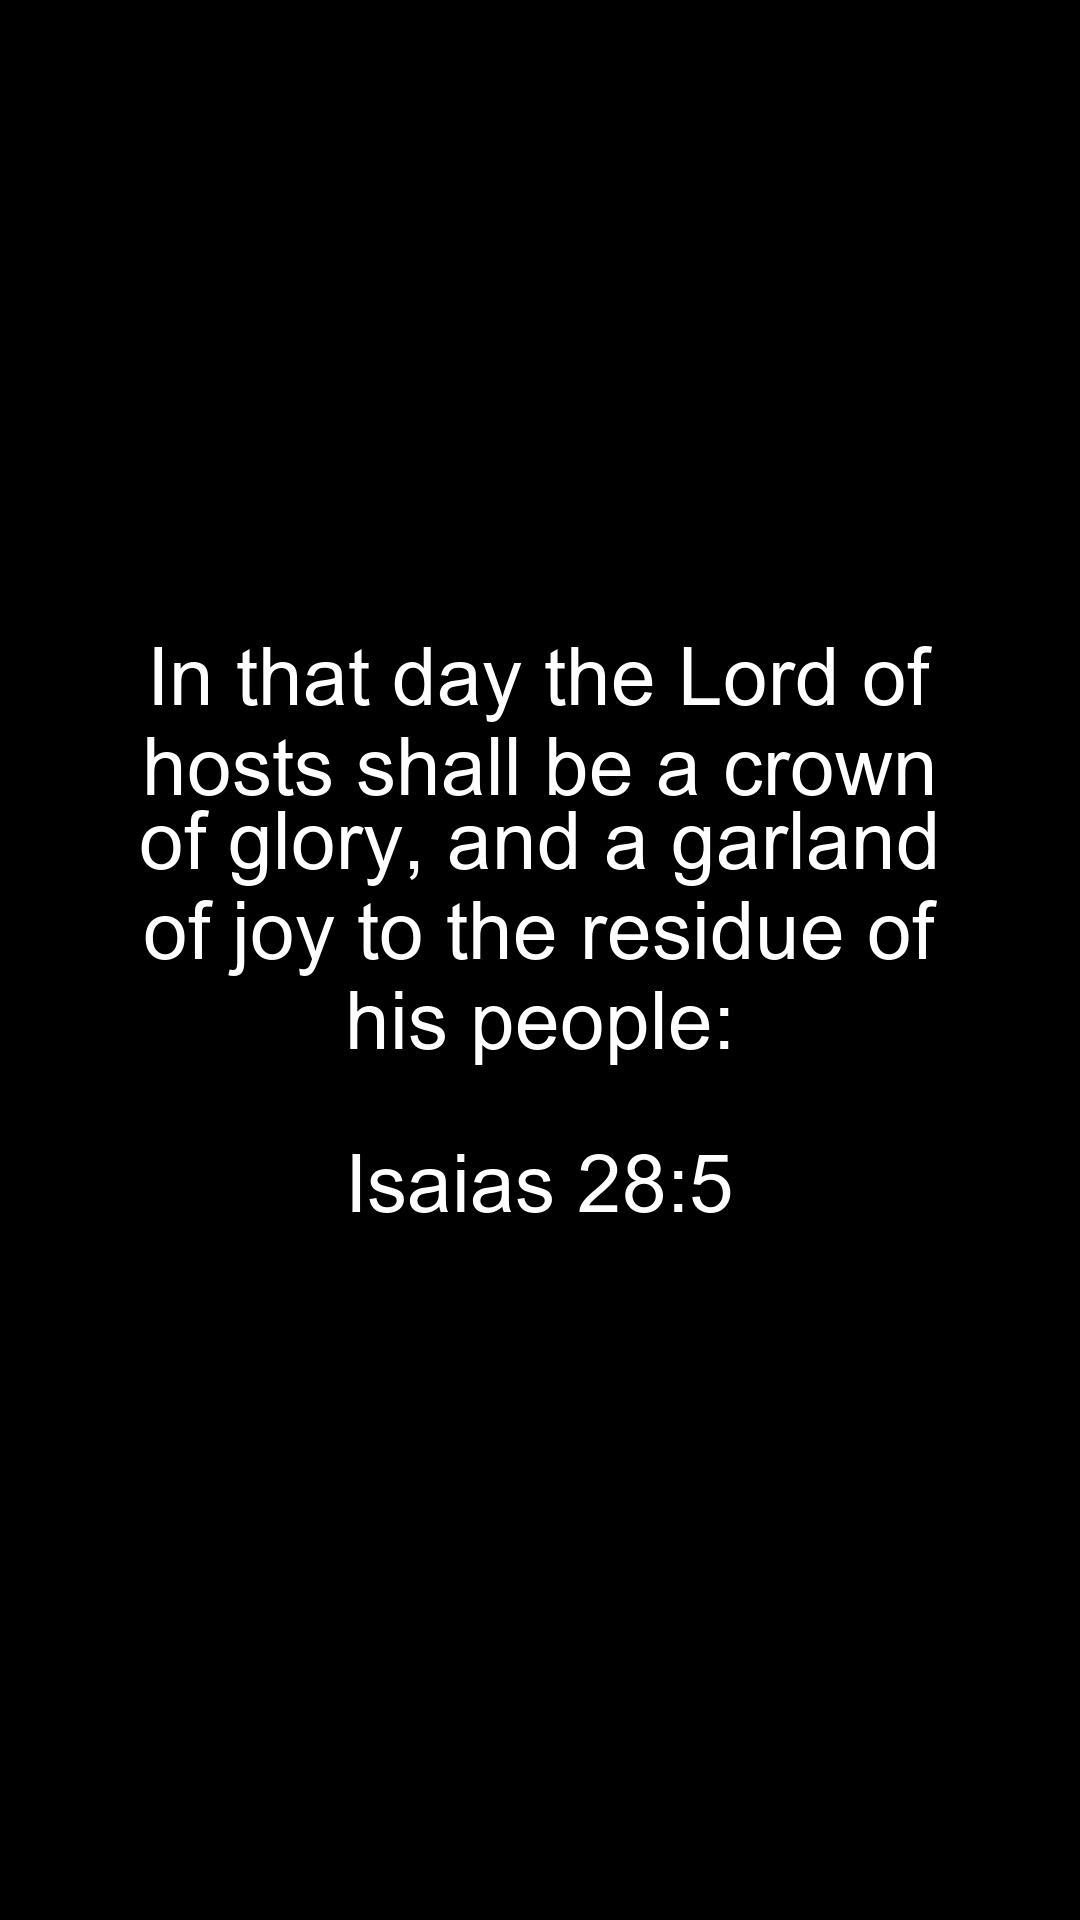 In that day the Lord of
hosts shall be a crown
of glory, and a garland
of joy to the residue of
his people:
Isaias 28:5